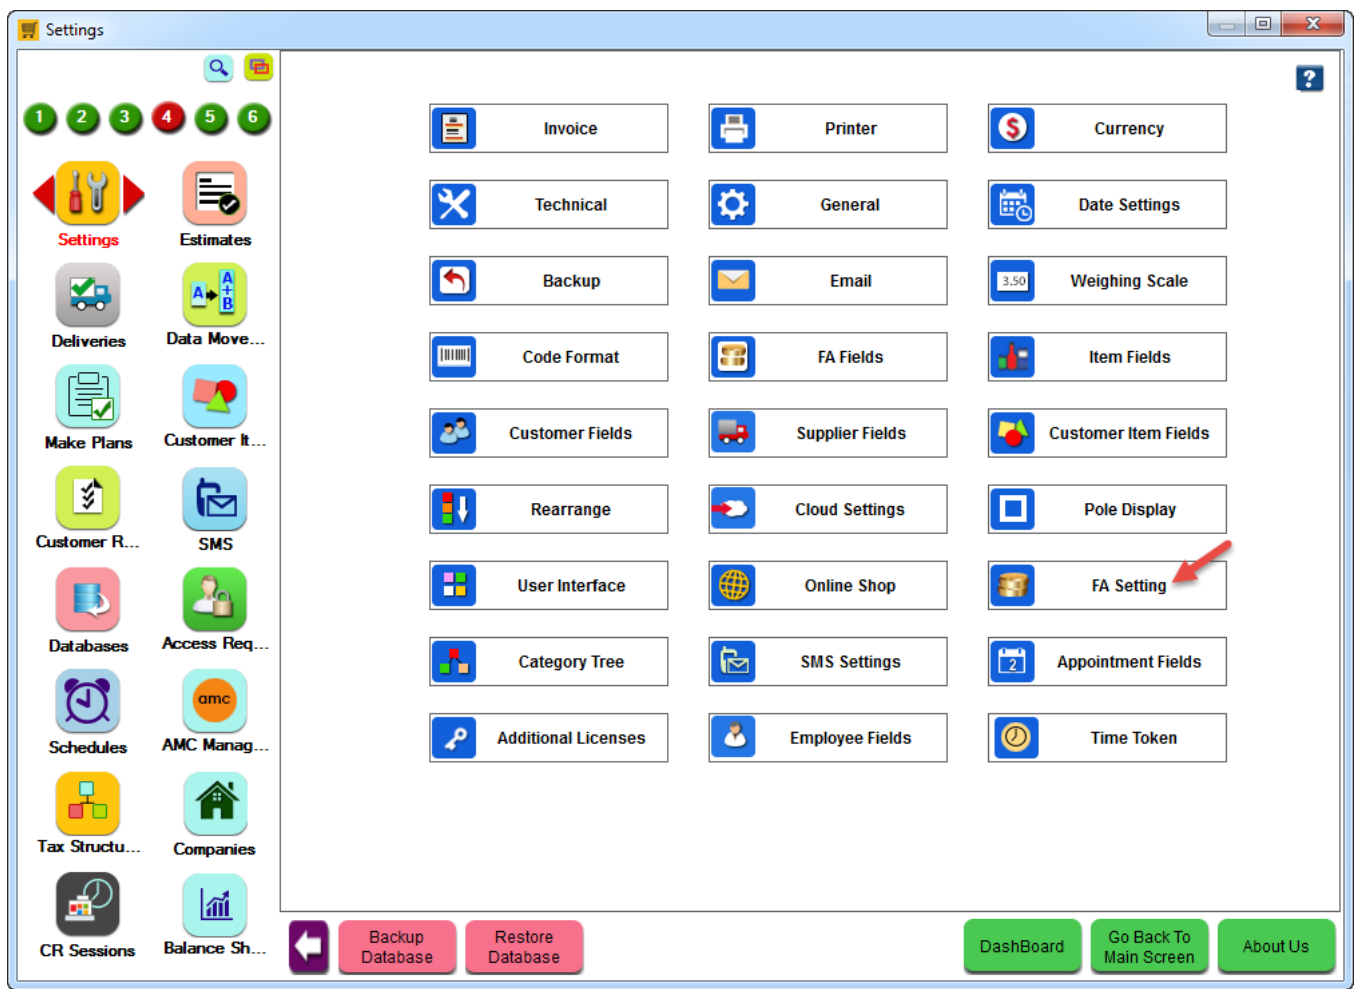 Settings
1 2 3 4 5 6
?
Settings
Estimates
Deliveries
Data Move...
A A+B
Make Plans
Customer It...
Customer R...
SMS
Databases
Access Req...
Schedules
amc
AMC Manag...
Tax Structu...
Companies
CR Sessions
Balance Sh...
Invoice
Printer
$
Currency
Technical
General
Date Settings
Backup
Email
3.50
Weighing Scale
Code Format
FA Fields
Item Fields
Customer Fields
Supplier Fields
Customer Item Fields
Rearrange
Cloud Settings
Pole Display
User Interface
Online Shop
FA Setting
Category Tree
SMS Settings
2
Appointment Fields
Additional Licenses
Employee Fields
Time Token
Backup
Database
Restore
Database
DashBoard
Go Back To
Main Screen
About Us